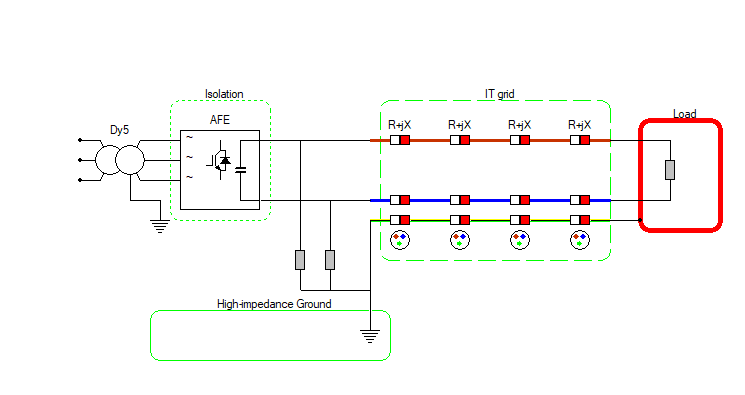 Isolation
IT grid
AFE
Load
Dy5
R+jX
R+jX
R+jX
R+jX
~
~
~
High-impedance Ground